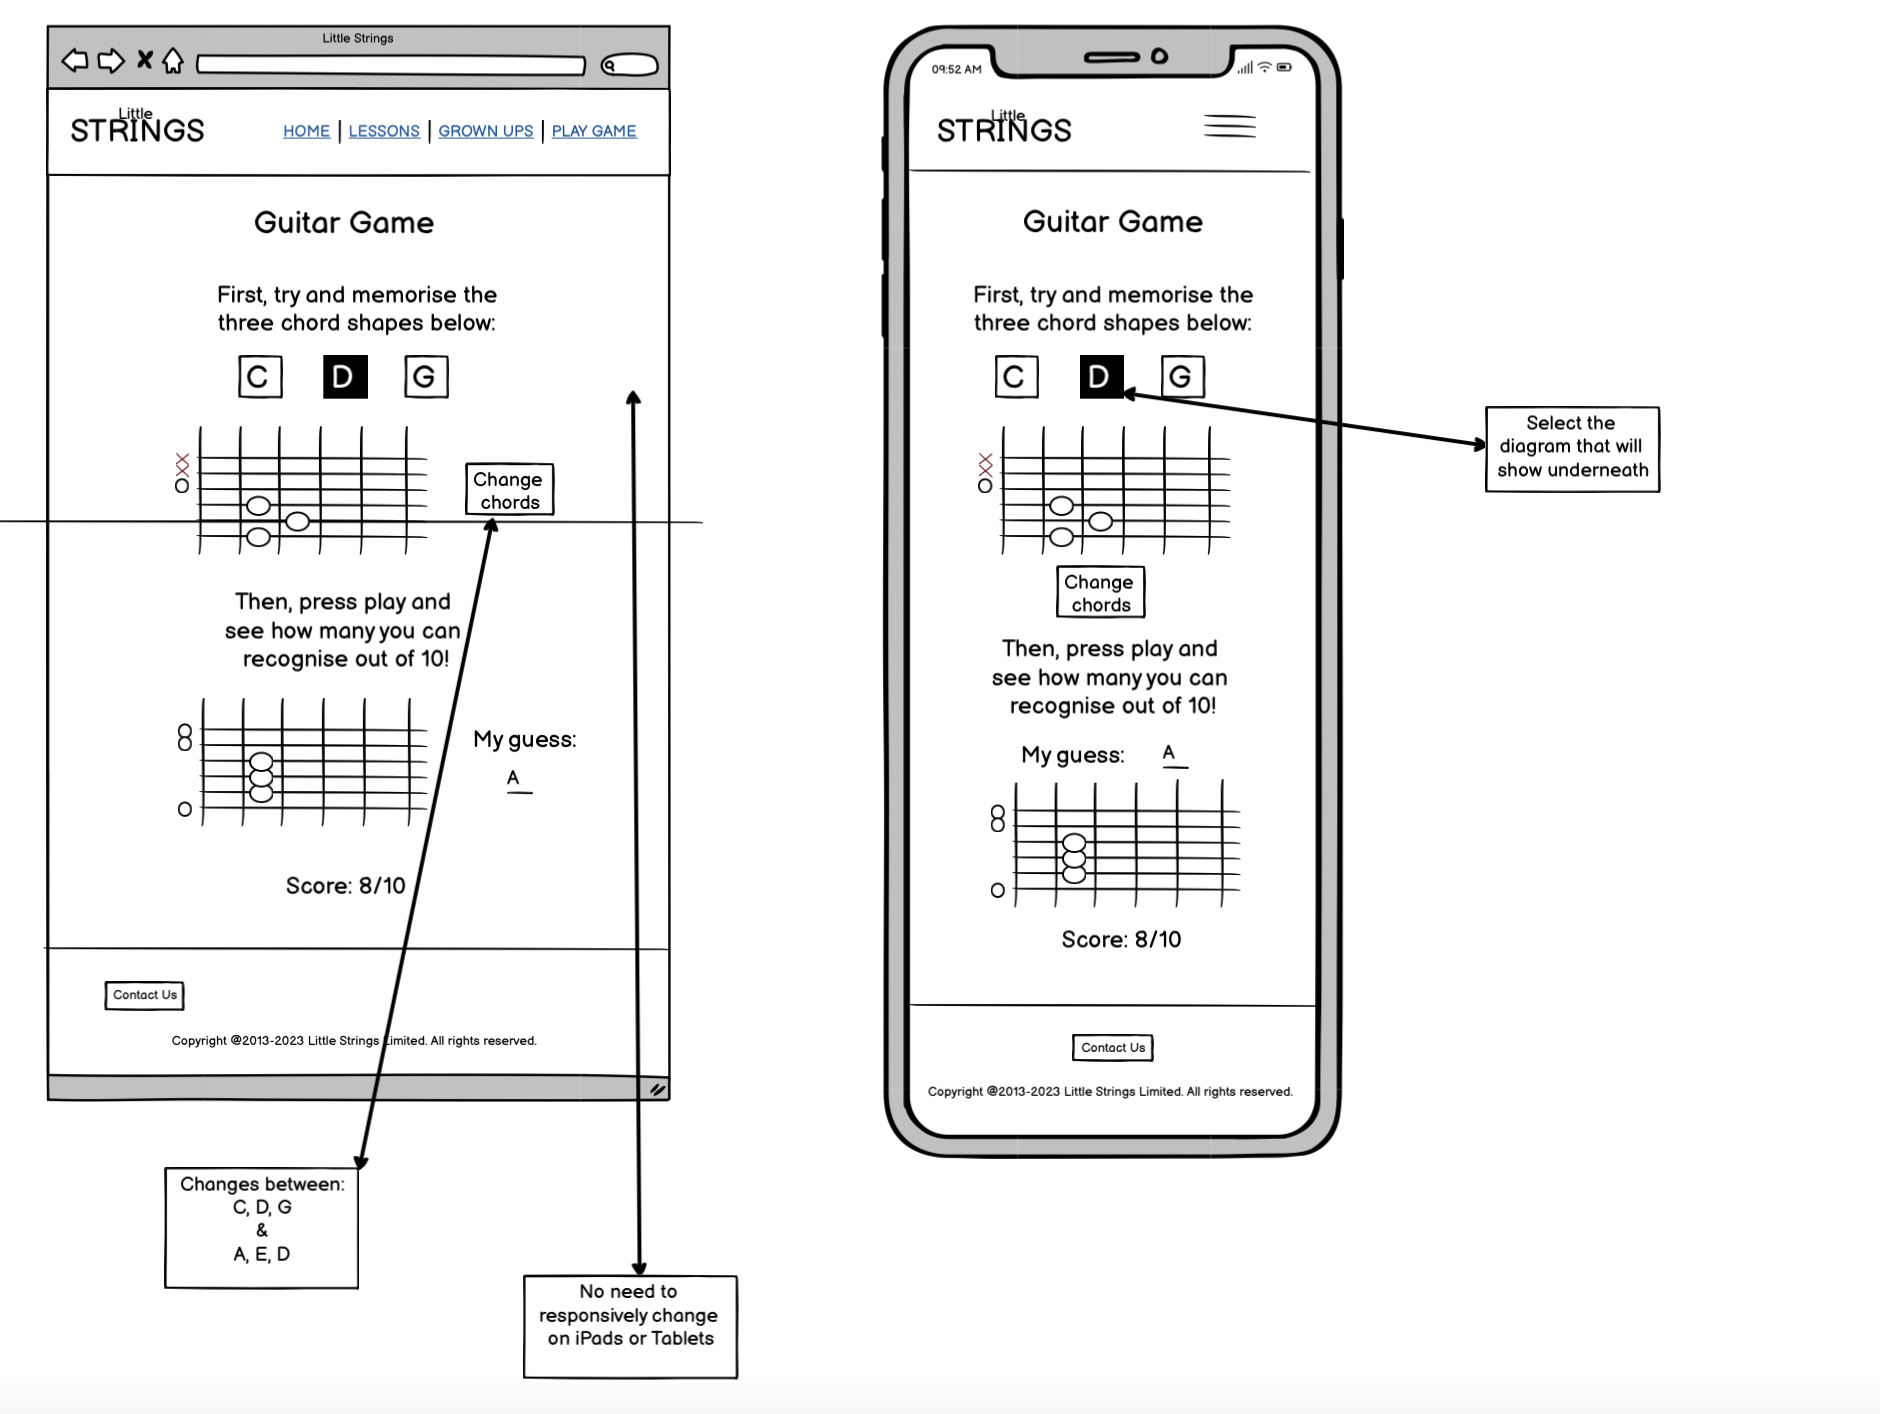 Little Strings
Little
STRINGS
HOME | LESSONS | GROWN UPS | PLAY GAME
Guitar Game
First, try and memorise the
three chord shapes below:
C D G
X
X
O
Change
chords
Then, press play and
see how many you can
recognise out of 10!
My guess:
A
Score: 8/10
Contact Us
Copyright @2013-2023 Little Strings Limited. All rights reserved.
Changes between:
C, D, G
&
A, E, D
No need to
responsively change
on iPads or Tablets
09:52 AM
Little
STRINGS
Guitar Game
First, try and memorise the
three chord shapes below:
C D G
X
X
O
Change
chords
Then, press play and
see how many you can
recognise out of 10!
My guess: A
Score: 8/10
Contact Us
Copyright @2013-2023 Little Strings Limited. All rights reserved.
Select the
diagram that will
show underneath